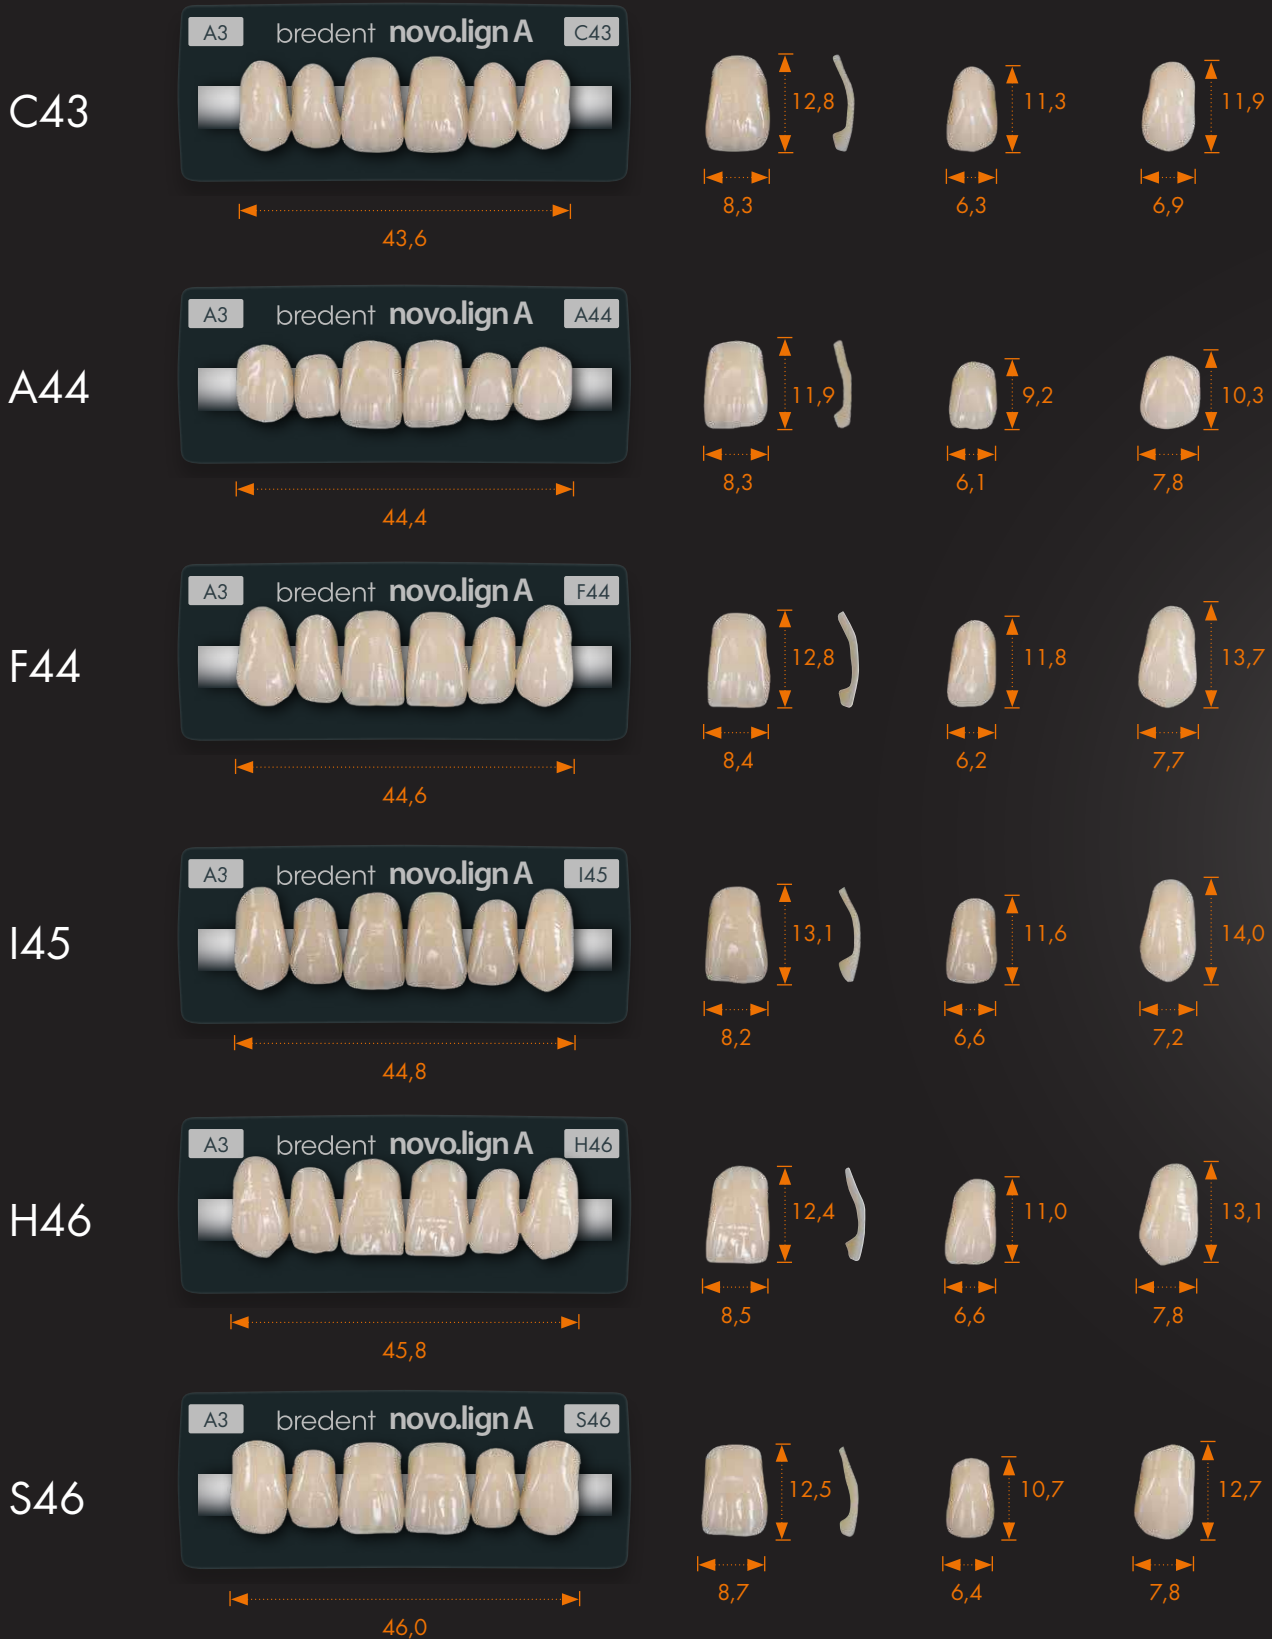 C43
A3 bredent novo.lign A C43
12,8 11,3 11,9
8,3 6,3 6,9
43,6
A44
A3 bredent novo.lign A A44
11,9 9,2 10,3
8,3 6,1 7,8
44,4
F44
A3 bredent novo.lign A F44
12,8 11,8 13,7
8,4 6,2 7,7
44,6
I45
A3 bredent novo.lign A I45
13,1 11,6 14,0
8,2 6,6 7,2
44,8
H46
A3 bredent novo.lign A H46
12,4 11,0 13,1
8,5 6,6 7,8
45,8
S46
A3 bredent novo.lign A S46
12,5 10,7 12,7
8,7 6,4 7,8
46,0